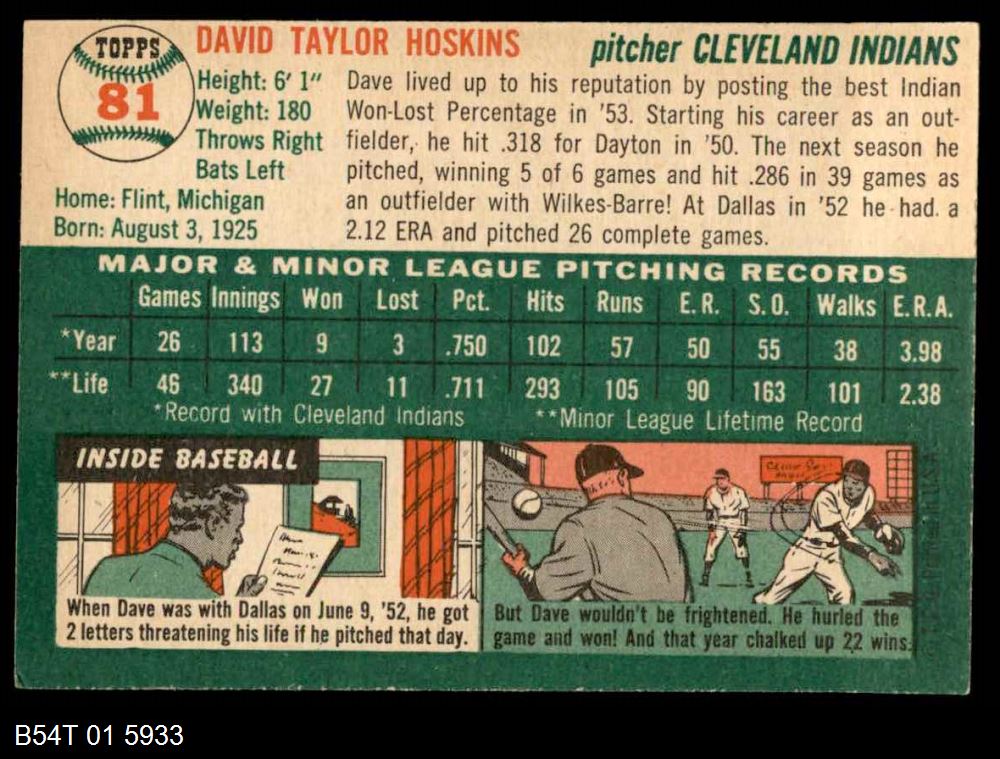 TOPPS
81
DAVID TAYLOR HOSKINS
pitcher CLEVELAND INDIANS
Height: 6' 1"
Weight: 180
Throws Right
Bats Left
Home: Flint, Michigan
Born: August 3, 1925
Dave lived up to his reputation by posting the best Indian
Won-Lost Percentage in '53. Starting his career as an out-
fielder, he hit .318 for Dayton in '50. The next season he
pitched, winning 5 of 6 games and hit .286 in 39 games as
an outfielder with Wilkes-Barre! At Dallas in '52 he had a
2.12 ERA and pitched 26 complete games.
MAJOR & MINOR LEAGUE PITCHING RECORDS
Games Innings Won Lost Pct. Hits Runs E.R. S.O. Walks E.R.A.
*Year 26 113 9 3 .750 102 57 50 55 38 3.98
**Life 46 340 27 11 .711 293 105 90 163 101 2.38
*Record with Cleveland Indians **Minor League Lifetime Record
INSIDE BASEBALL
When Dave was with Dallas on June 9, '52, he got
2 letters threatening his life if he pitched that day.
But Dave wouldn't be frightened. He hurled the
game and won! And that year chalked up 22 wins.
B54T 01 5933